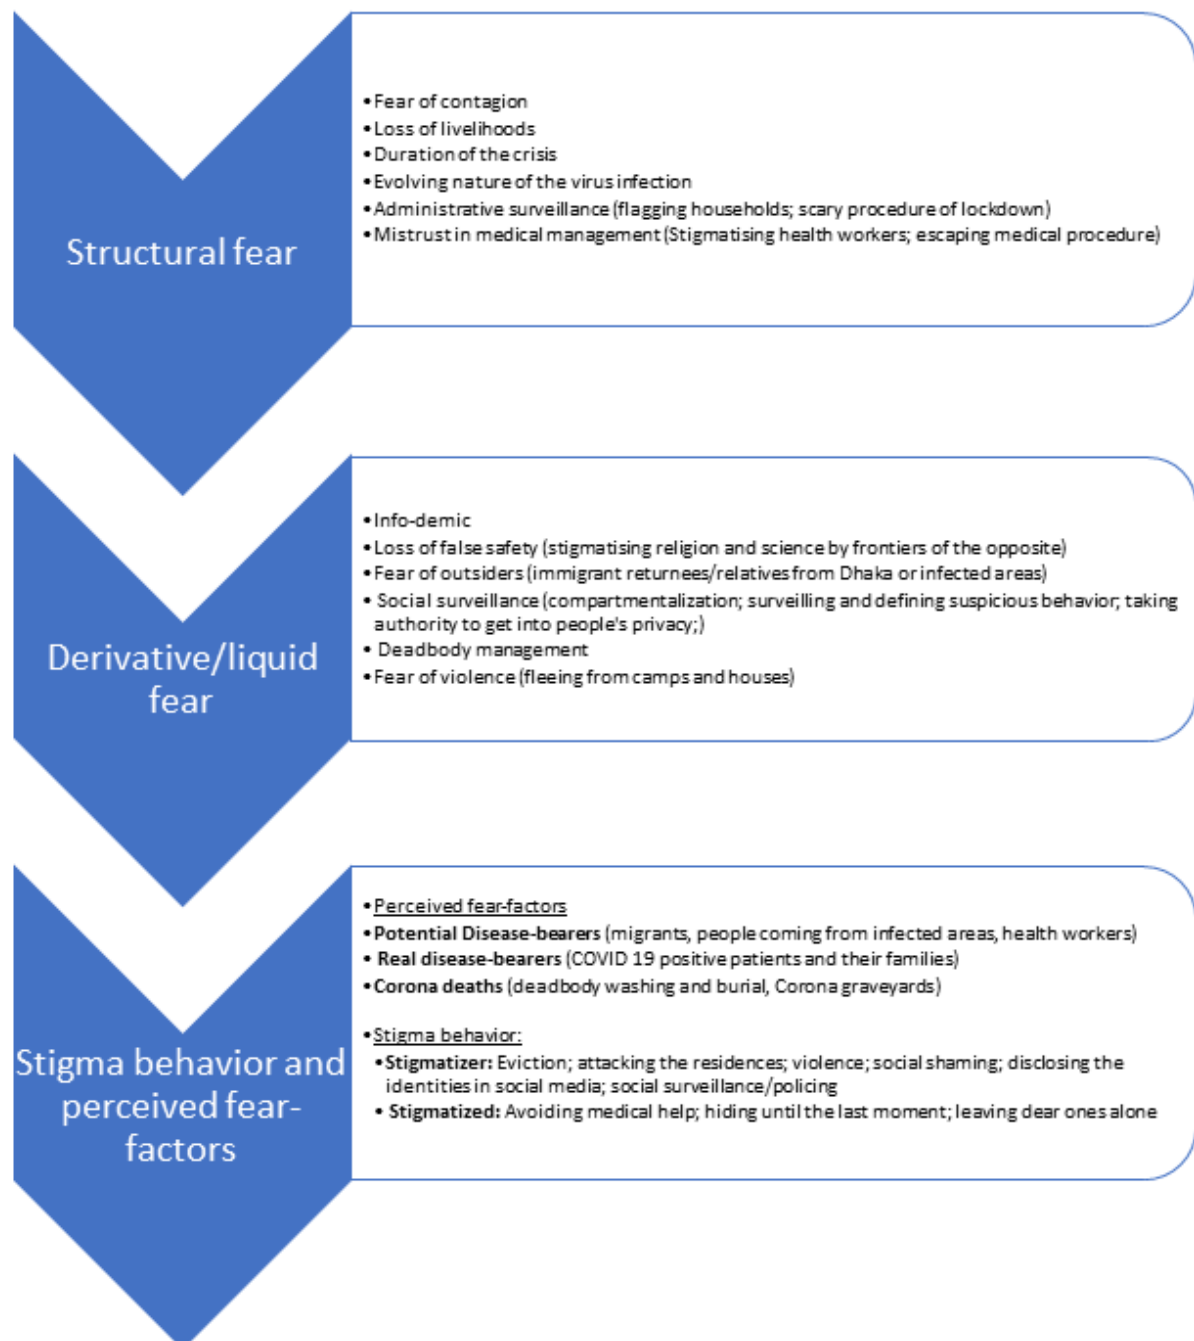 Structural fear
•Fear of contagion
•Loss of livelihoods
•Duration of the crisis
•Evolving nature of the virus infection
•Administrative surveillance (flagging households; scary procedure of lockdown)
•Mistrust in medical management (Stigmatising health workers; escaping medical procedure)
Derivative/liquid
fear
•Info-demic
•Loss of false safety (stigmatising religion and science by frontiers of the opposite)
•Fear of outsiders (immigrant returnees/relatives from Dhaka or infected areas)
• Social surveillance (compartmentalization; surveilling and defining suspicious behavior; taking
authority to get into people's privacy;)
• Deadbody management
•Fear of violence (fleeing from camps and houses)
Stigma behavior and
perceived fear-
factors
•Perceived fear-factors
•Potential Disease-bearers (migrants, people coming from infected areas, health workers)
• Real disease-bearers (COVID 19 positive patients and their families)
•Corona deaths (deadbody washing and burial, Corona graveyards)
•Stigma behavior:
•Stigmatizer: Eviction; attacking the residences; violence; social shaming; disclosing the
identities in social media; social surveillance/policing
• Stigmatized: Avoiding medical help; hiding until the last moment; leaving dear ones alone